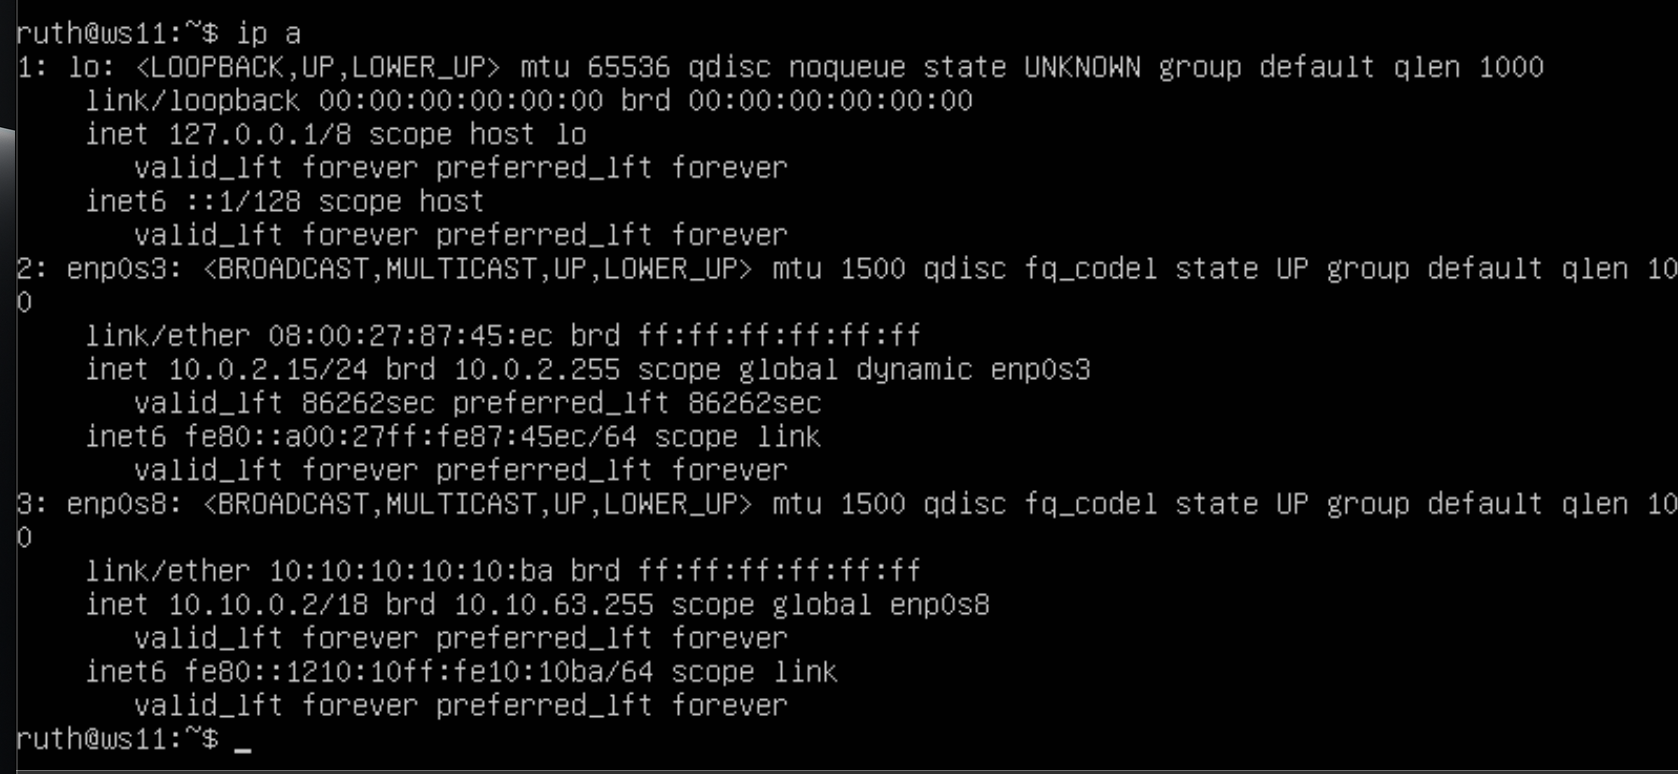 ruth@ws11:~$ ip a
1: lo: <LOOPBACK,UP,LOWER_UP> mtu 65536 qdisc noqueue state UNKNOWN group default qlen 1000
    link/loopback 00:00:00:00:00:00 brd 00:00:00:00:00:00
    inet 127.0.0.1/8 scope host lo
       valid_lft forever preferred_lft forever
    inet6 ::1/128 scope host
       valid_lft forever preferred_lft forever
2: enp0s3: <BROADCAST,MULTICAST,UP,LOWER_UP> mtu 1500 qdisc fq_codel state UP group default qlen 10
0
    link/ether 08:00:27:87:45:ec brd ff:ff:ff:ff:ff:ff
    inet 10.0.2.15/24 brd 10.0.2.255 scope global dynamic enp0s3
       valid_lft 86262sec preferred_lft 86262sec
    inet6 fe80::a00:27ff:fe87:45ec/64 scope link
       valid_lft forever preferred_lft forever
3: enp0s8: <BROADCAST,MULTICAST,UP,LOWER_UP> mtu 1500 qdisc fq_codel state UP group default qlen 10
0
    link/ether 10:10:10:10:10:ba brd ff:ff:ff:ff:ff:ff
    inet 10.10.0.2/18 brd 10.10.63.255 scope global enp0s8
       valid_lft forever preferred_lft forever
    inet6 fe80::1210:10ff:fe10:10ba/64 scope link
       valid_lft forever preferred_lft forever
ruth@ws11:~$ _